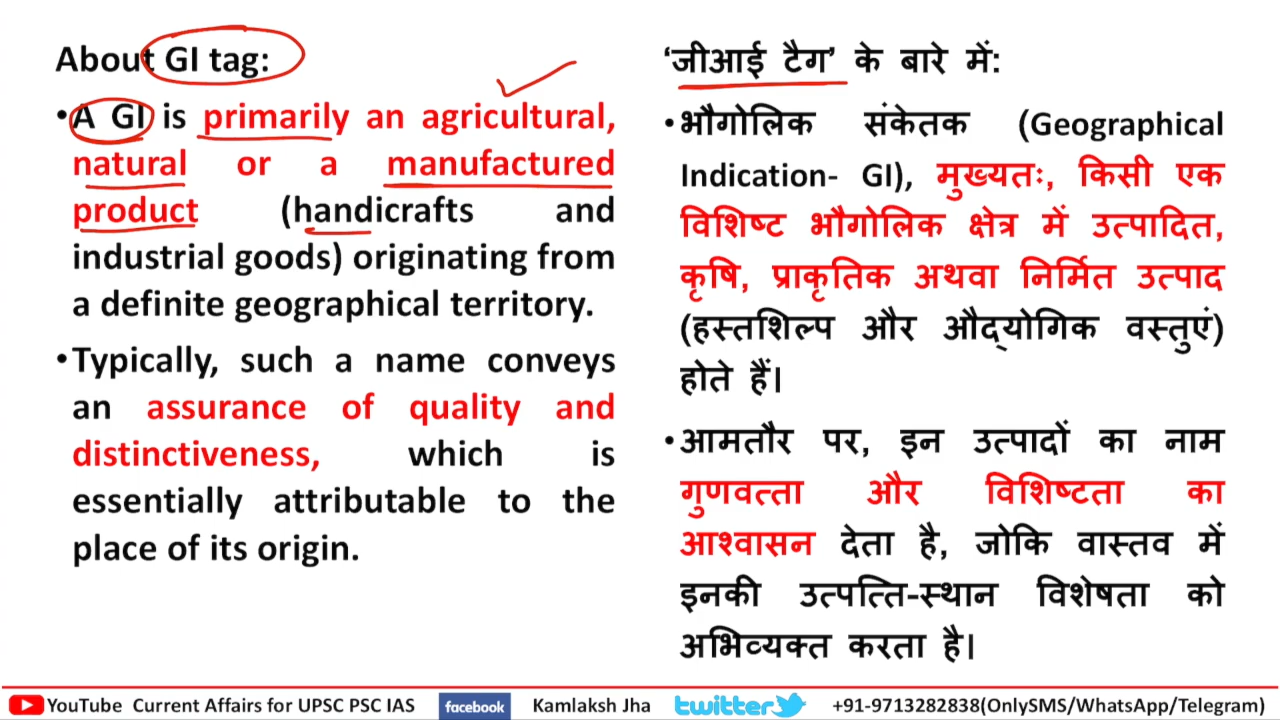 About GI tag:
•A GI is primarily an agricultural,
natural or a manufactured
product (handicrafts and
industrial goods) originating from
a definite geographical territory.
•Typically, such a name conveys
an assurance of quality and
distinctiveness, which is
essentially attributable to the
place of its origin.
‘जीआई टैग’ के बारे में:
•भौगोलिक संकेतक (Geographical
Indication- GI), मुख्यतः, किसी एक
विशिष्ट भौगोलिक क्षेत्र में उत्पादित,
कृषि, प्राकृतिक अथवा निर्मित उत्पाद
(हस्तशिल्प और औद्योगिक वस्तुएं)
होते हैं।
•आमतौर पर, इन उत्पादों का नाम
गुणवत्ता और विशिष्टता का
आश्वासन देता है, जोकि वास्तव में
इनकी उत्पत्ति-स्थान विशेषता को
अभिव्यक्त करता है।
YouTube Current Affairs for UPSC PSC IAS facebook Kamlaksh Jha twitter +91-9713282838(OnlySMS/WhatsApp/Telegram)